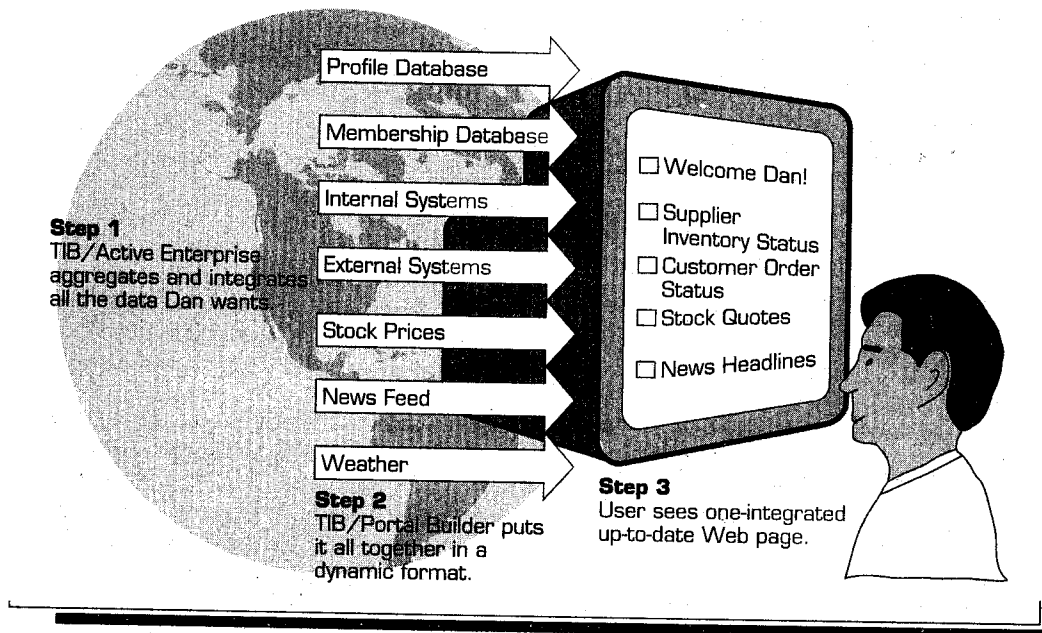 Profile Database
Membership Database
Internal Systems
External Systems
Stock Prices
News Feed
Weather
Step 1
TIB/Active Enterprise
aggregates and integrates
all the data Dan wants
Step 2
TIB/Portal Builder puts
it all together in a
dynamic format.
Welcome Dan!
Supplier
Inventory Status
Customer Order
Status
Stock Quotes
News Headlines
Step 3
User sees one-integrated
up-to-date Web page.